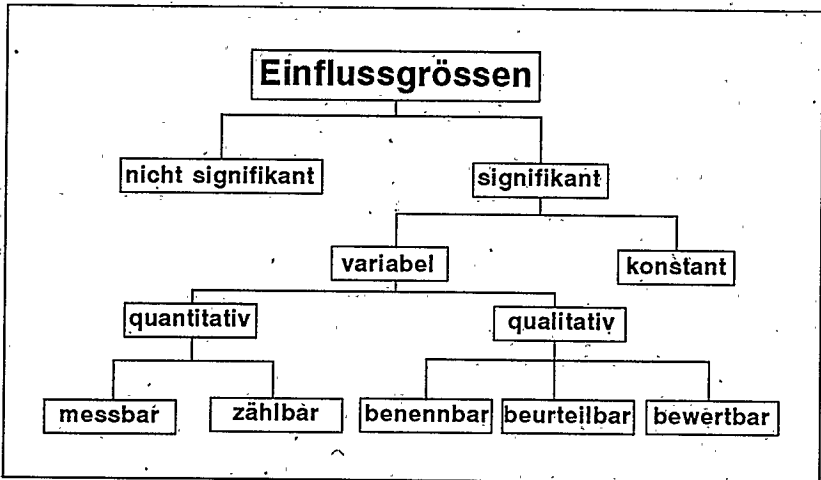 Einflussgrössen
nicht signifikant
signifikant
variabel
konstant
quantitativ
qualitativ
messbar
zählbar
benennbar
beurteilbar
bewertbar